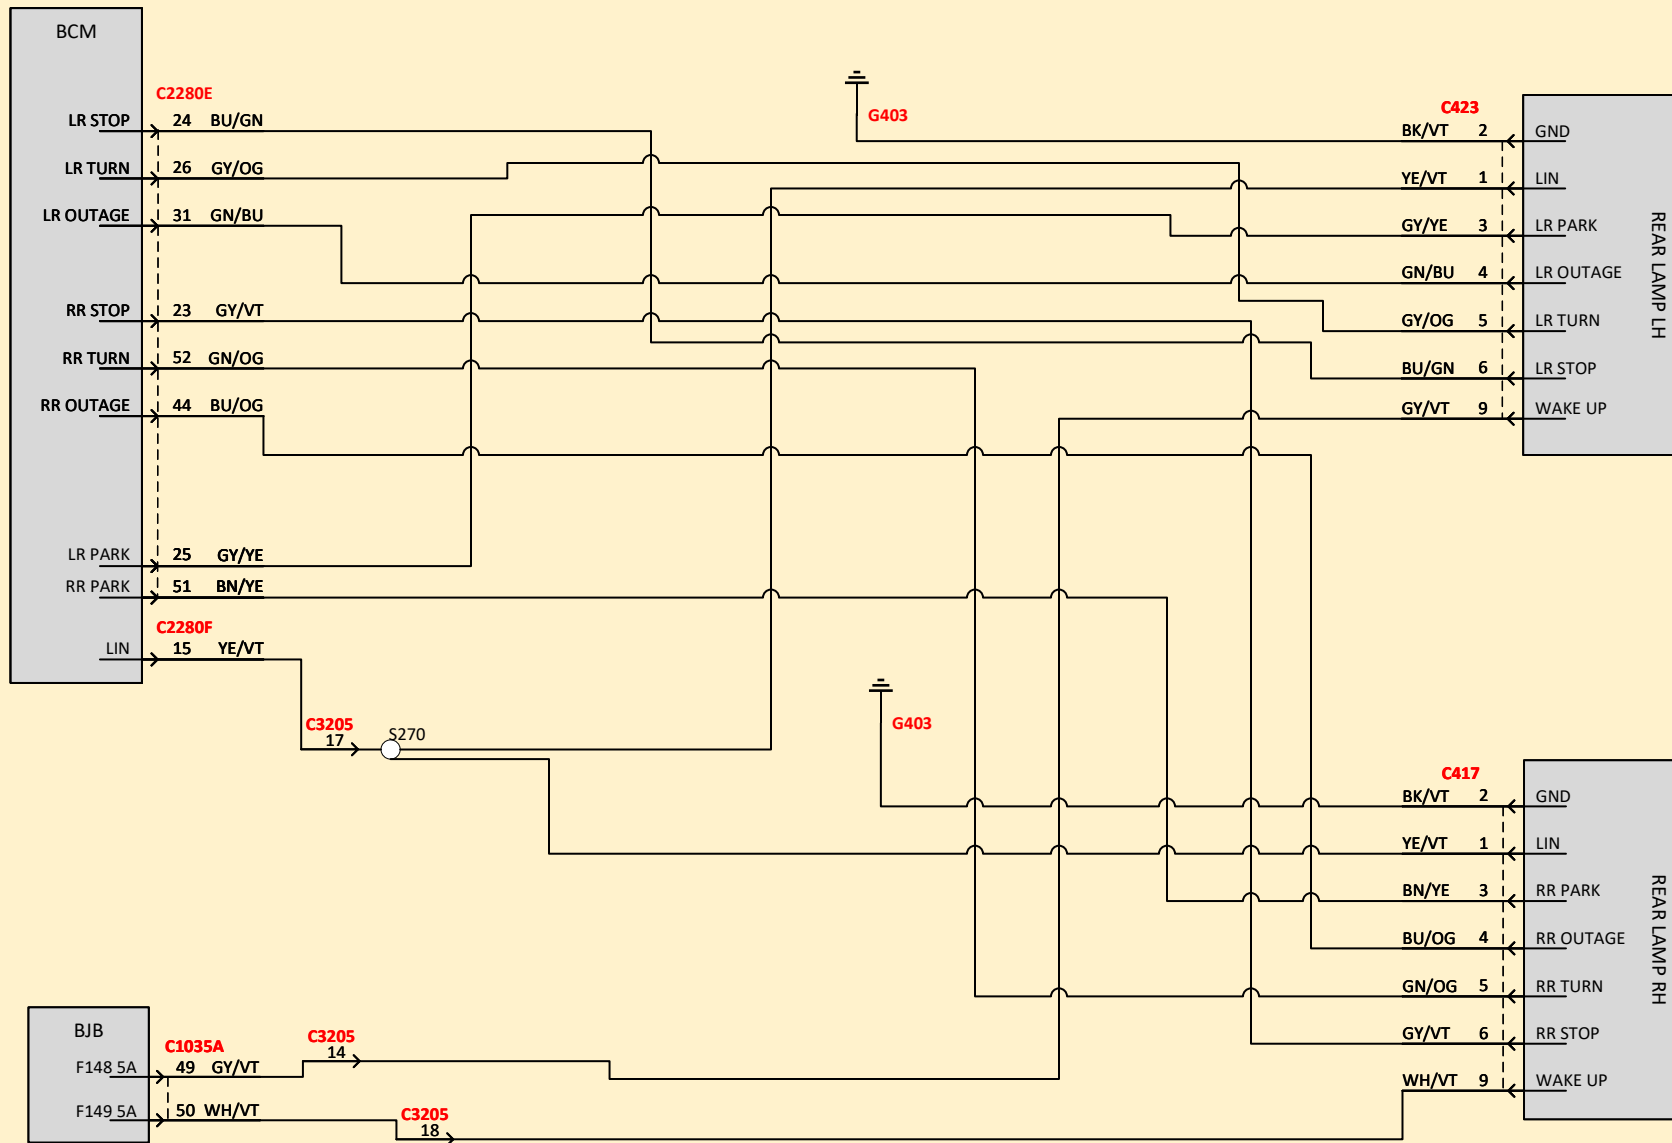 BCM
C2280E
LR STOP 24 BU/GN
LR TURN 26 GY/OG
LR OUTAGE 31 GN/BU
RR STOP 23 GY/VT
RR TURN 52 GN/OG
RR OUTAGE 44 BU/OG
LR PARK 25 GY/YE
RR PARK 51 BN/YE
C2280F
LIN 15 YE/VT
C3205
17
S270
G403
C423
BK/VT 2 GND
YE/VT 1 LIN
GY/YE 3 LR PARK
GN/BU 4 LR OUTAGE
GY/OG 5 LR TURN
BU/GN 6 LR STOP
GY/VT 9 WAKE UP
REAR LAMP LH
G403
C417
BK/VT 2 GND
YE/VT 1 LIN
BN/YE 3 RR PARK
BU/OG 4 RR OUTAGE
GN/OG 5 RR TURN
GY/VT 6 RR STOP
WH/VT 9 WAKE UP
REAR LAMP RH
BJB
C1035A
F148 5A 49 GY/VT
F149 5A 50 WH/VT
C3205
14
C3205
18